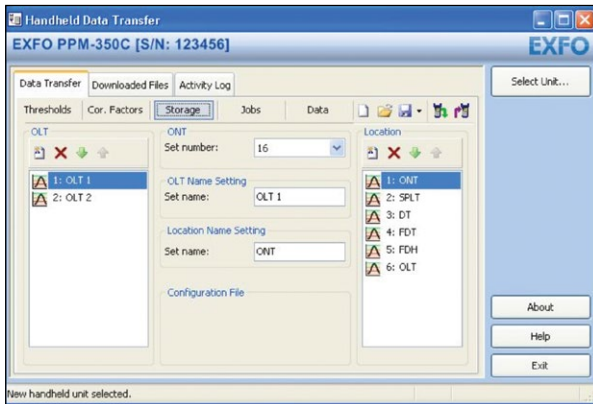 Handheld Data Transfer
EXFO PPM-350C [S/N: 123456]
EXFO
Data Transfer
Downloaded Files
Activity Log
Select Unit...
Thresholds
Cor. Factors
Storage
Jobs
Data
OLT
1: OLT 1
2: OLT 2
ONT
Set number:
16
OLT Name Setting
Set name:
OLT 1
Location Name Setting
Set name:
ONT
Configuration File
Location
1: ONT
2: SPLT
3: DT
4: FDT
5: FDH
6: OLT
About
Help
Exit
New handheld unit selected.